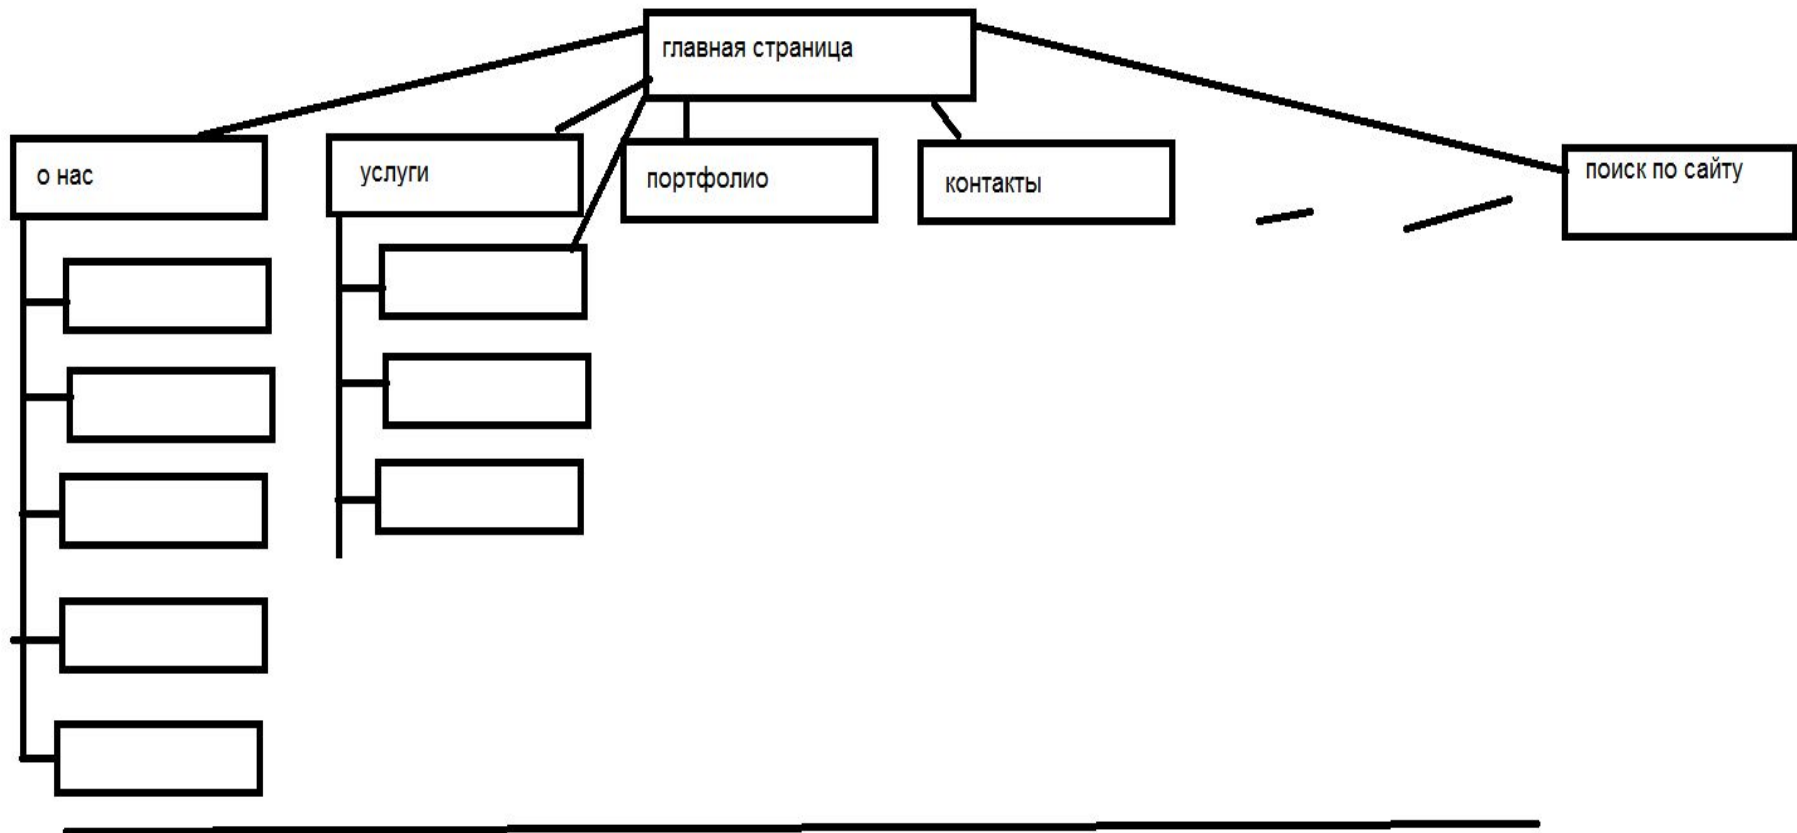 главная страница
о нас
услуги
портфолио
контакты
поиск по сайту